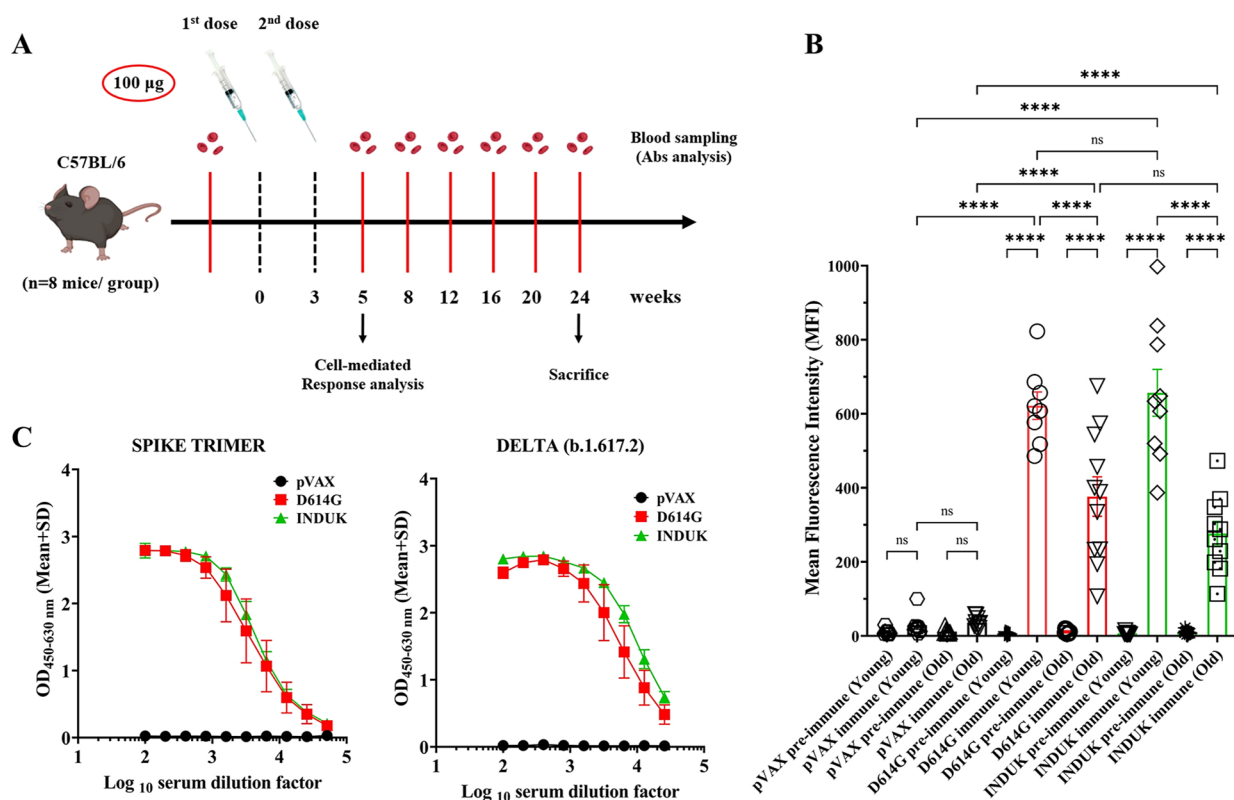 A
1st dose
2nd dose
100 µg
C57BL/6
(n=8 mice/ group)
Blood sampling
(Abs analysis)
0
3
5
8
12
16
20
24
weeks
Cell-mediated
Response analysis
Sacrifice
B
****
****
ns
****
ns
****
****
****
****
****
****
****
ns
ns
ns
Mean Fluorescence Intensity (MFI)
1000
800
600
400
200
0
pVAX pre-immune (Young)
pVAX immune (Young)
pVAX pre-immune (Old)
pVAX immune (Old)
D614G pre-immune (Young)
D614G immune (Young)
D614G pre-immune (Old)
D614G immune (Old)
INDUK pre-immune (Young)
INDUK immune (Young)
INDUK pre-immune (Old)
INDUK immune (Old)
C
SPIKE TRIMER
pVAX
D614G
INDUK
OD450-630 nm (Mean+SD)
4
3
2
1
0
1
2
3
4
5
Log 10 serum dilution factor
DELTA (b.1.617.2)
pVAX
D614G
INDUK
OD450-630 nm (Mean+SD)
4
3
2
1
0
1
2
3
4
5
Log 10 serum dilution factor